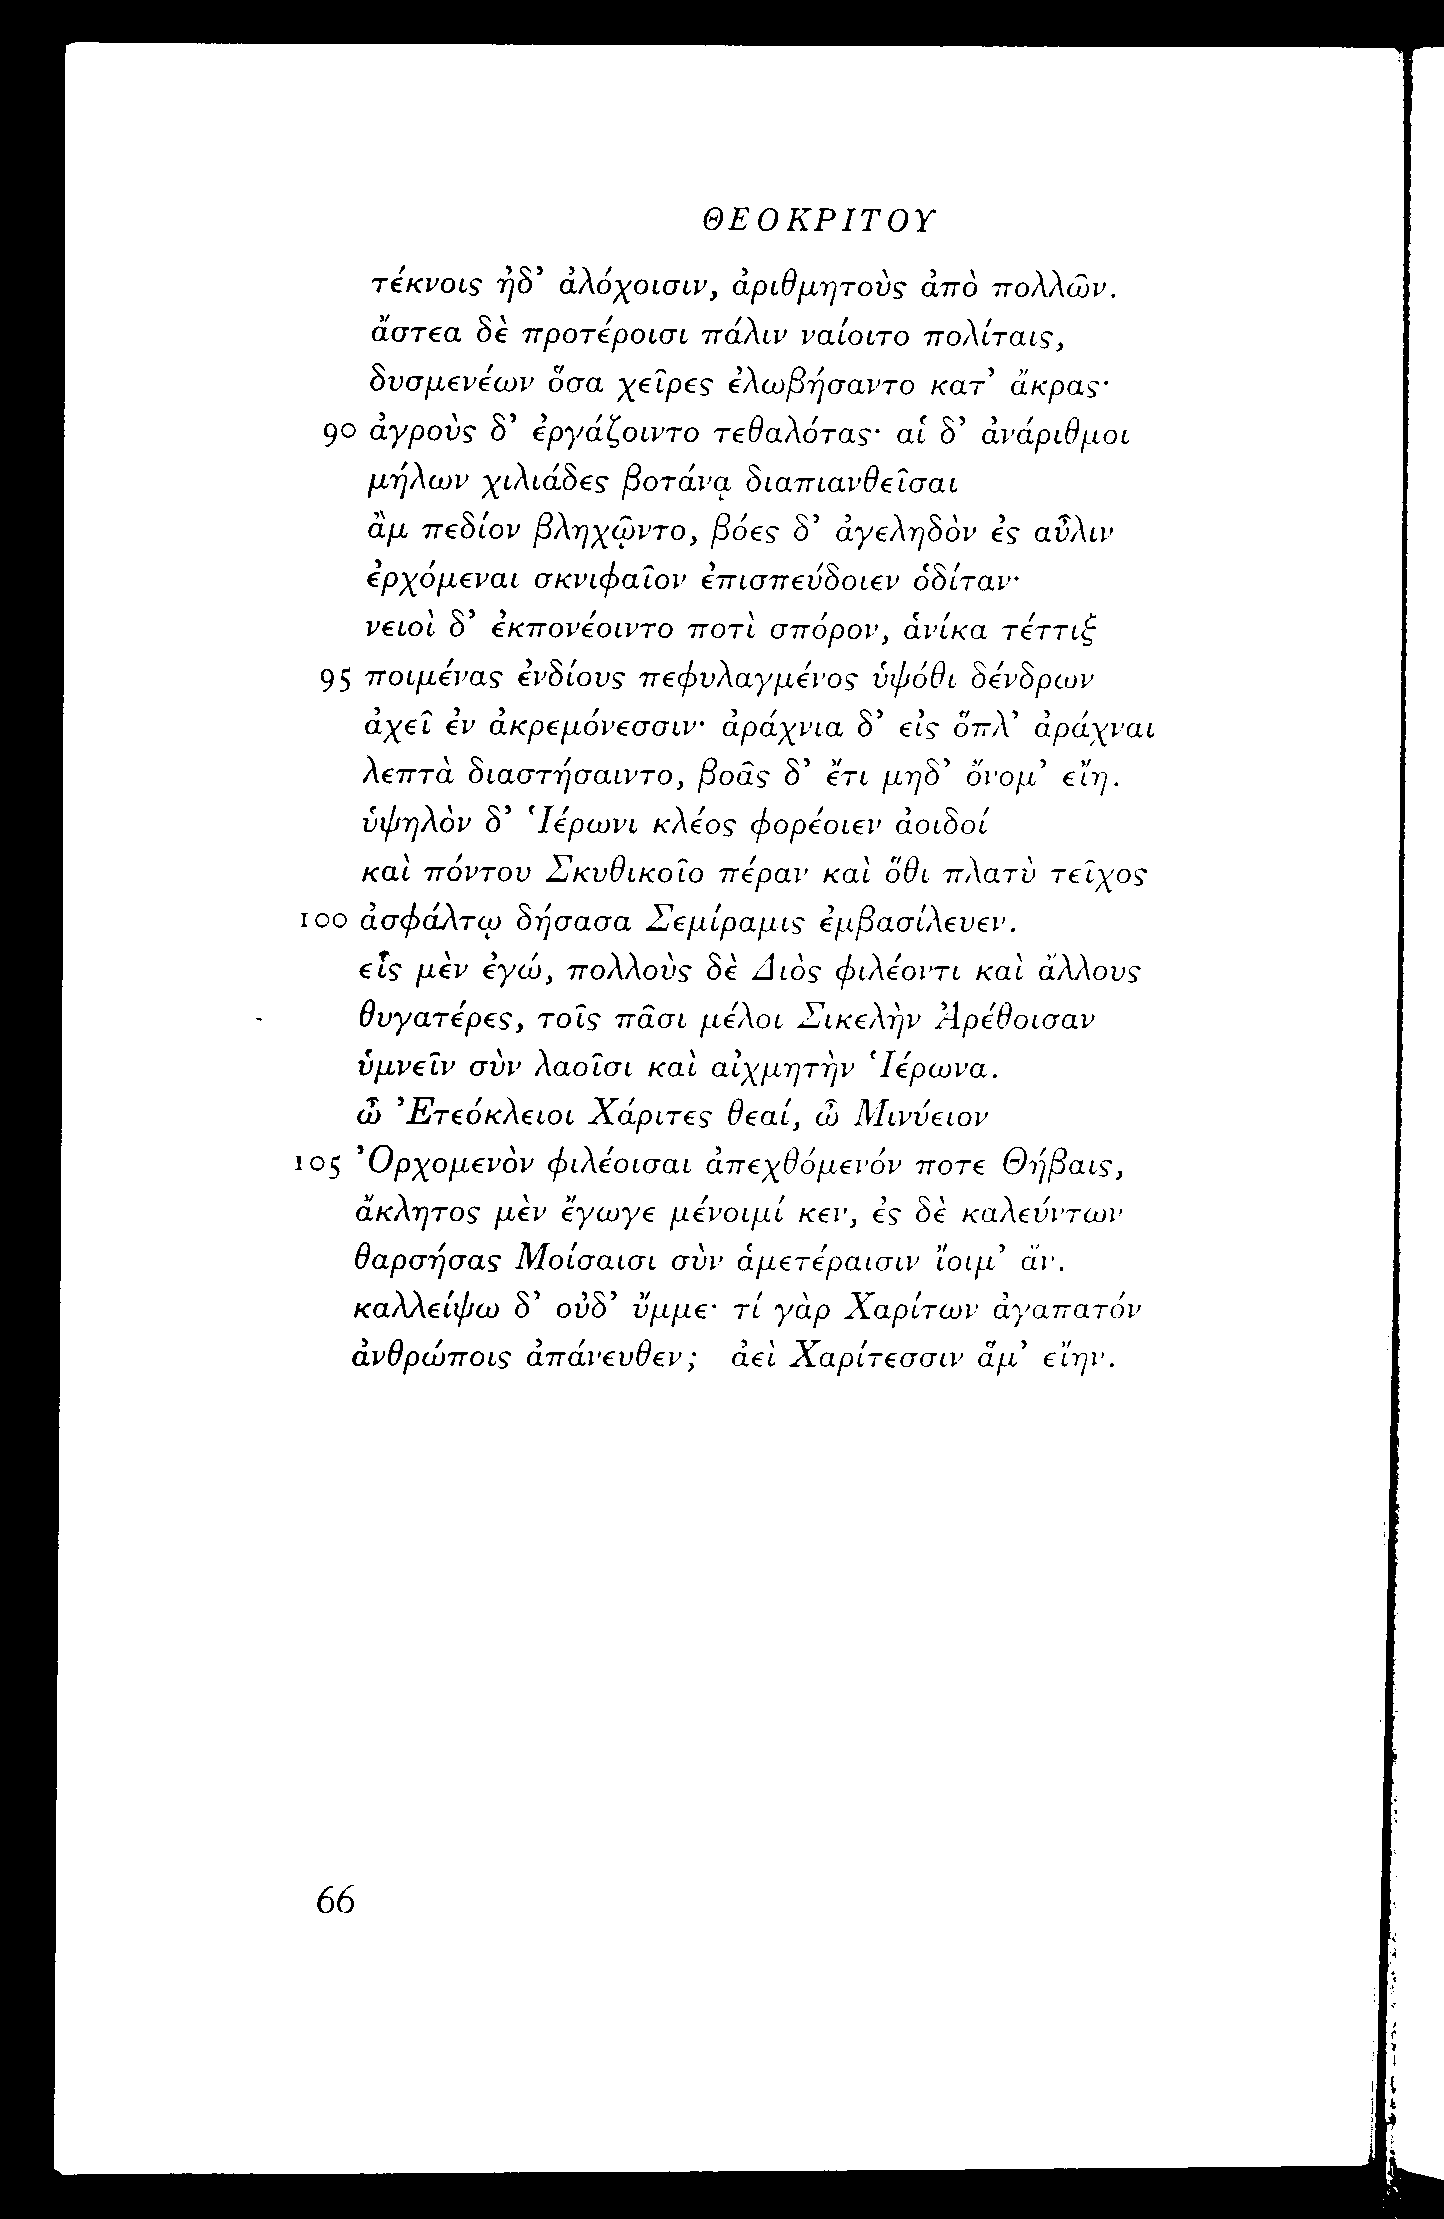 ΘΕΟΚΡΙΤΟΥ
τέκνοις ἠδ’ ἀλόχοισιν, ἀριθμητοὺς ἀπὸ πολλῶν.
ἄστεα δὲ προτέροισι πάλιν ναίοιτο πολίταις,
δυσμενέων ὅσα χεῖρες ἐλωβήσαντο κατ’ ἄκρας·
90 ἀγροὺς δ’ ἐργάζοιντο τεθαλότας· αἱ δ’ ἀνάριθμοι
μήλων χιλιάδες βοτάνᾳ διαπιανθεῖσαι
ἂμ πεδίον βληχῷντο, βόες δ’ ἀγεληδὸν ἐς αὖλιν
ἐρχόμεναι σκνιφαῖον ἐπισπεύδοιεν ὁδίταν·
νειοὶ δ’ ἐκπονέοιντο ποτὶ σπόρον, ἁνίκα τέττιξ
95 ποιμένας ἐνδίους πεφυλαγμένος ὑψόθι δένδρων
ἀχεῖ ἐν ἀκρεμόνεσσιν· ἀράχνια δ’ εἰς ὅπλ’ ἀράχναι
λεπτὰ διαστήσαιντο, βοᾶς δ’ ἔτι μηδ’ ὄνομ’ εἴη.
ὑψηλὸν δ’ Ἱέρωνι κλέος φορέοιεν ἀοιδοί
καὶ πόντου Σκυθικοῖο πέραν καὶ ὅθι πλατὺ τεῖχος
100 ἀσφάλτῳ δήσασα Σεμίραμις ἐμβασίλευεν.
εἷς μὲν ἐγώ, πολλοὺς δὲ Διὸς φιλέοντι καὶ ἄλλους
θυγατέρες, τοῖς πᾶσι μέλοι Σικελὴν Ἀρέθοισαν
ὑμνεῖν σὺν λαοῖσι καὶ αἰχμητὴν Ἱέρωνα.
ὦ Ἐτεόκλειοι Χάριτες θεαί, ὦ Μινύειον
105 Ὀρχομενὸν φιλέοισαι ἀπεχθόμενόν ποτε Θήβαις,
ἄκλητος μὲν ἔγωγε μένοιμί κεν, ἐς δὲ καλεύντων
θαρσήσας Μοίσαισι σὺν ἁμετέραισιν ἴοιμ’ ἄν.
καλλείψω δ’ οὐδ’ ὔμμε· τί γὰρ Χαρίτων ἀγαπατόν
ἀνθρώποις ἀπάνευθεν; ἀεὶ Χαρίτεσσιν ἅμ’ εἴην.
66